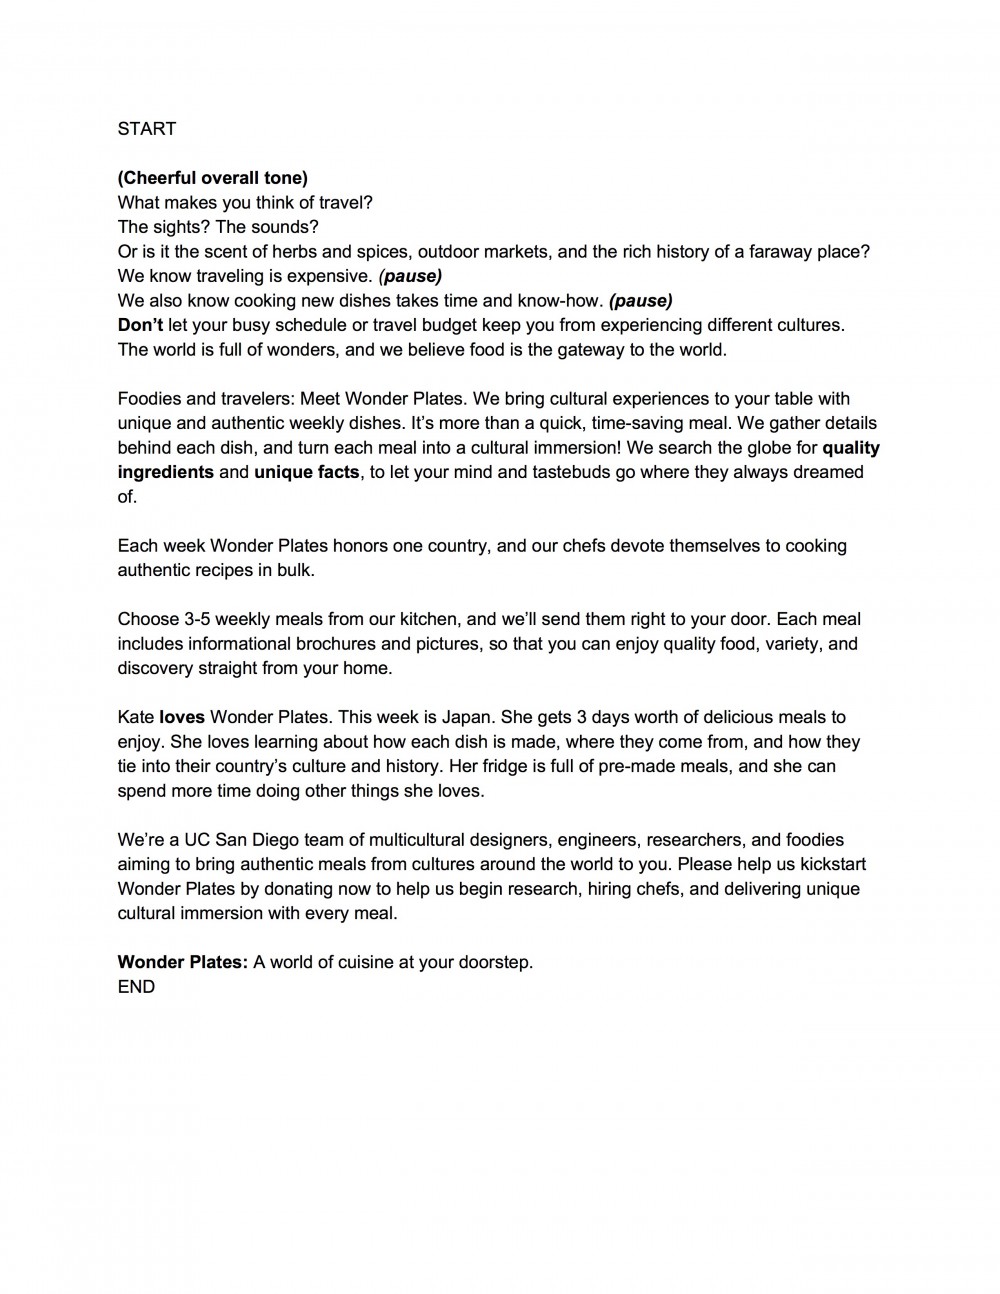 START
(Cheerful overall tone)
What makes you think of travel?
The sights? The sounds?
Or is it the scent of herbs and spices, outdoor markets, and the rich history of a faraway place?
We know traveling is expensive. (pause)
We also know cooking new dishes takes time and know-how. (pause)
Don’t let your busy schedule or travel budget keep you from experiencing different cultures.
The world is full of wonders, and we believe food is the gateway to the world.
Foodies and travelers: Meet Wonder Plates. We bring cultural experiences to your table with
unique and authentic weekly dishes. It’s more than a quick, time-saving meal. We gather details
behind each dish, and turn each meal into a cultural immersion! We search the globe for quality
ingredients and unique facts, to let your mind and tastebuds go where they always dreamed
of.
Each week Wonder Plates honors one country, and our chefs devote themselves to cooking
authentic recipes in bulk.
Choose 3-5 weekly meals from our kitchen, and we’ll send them right to your door. Each meal
includes informational brochures and pictures, so that you can enjoy quality food, variety, and
discovery straight from your home.
Kate loves Wonder Plates. This week is Japan. She gets 3 days worth of delicious meals to
enjoy. She loves learning about how each dish is made, where they come from, and how they
tie into their country’s culture and history. Her fridge is full of pre-made meals, and she can
spend more time doing other things she loves.
We’re a UC San Diego team of multicultural designers, engineers, researchers, and foodies
aiming to bring authentic meals from cultures around the world to you. Please help us kickstart
Wonder Plates by donating now to help us begin research, hiring chefs, and delivering unique
cultural immersion with every meal.
Wonder Plates: A world of cuisine at your doorstep.
END